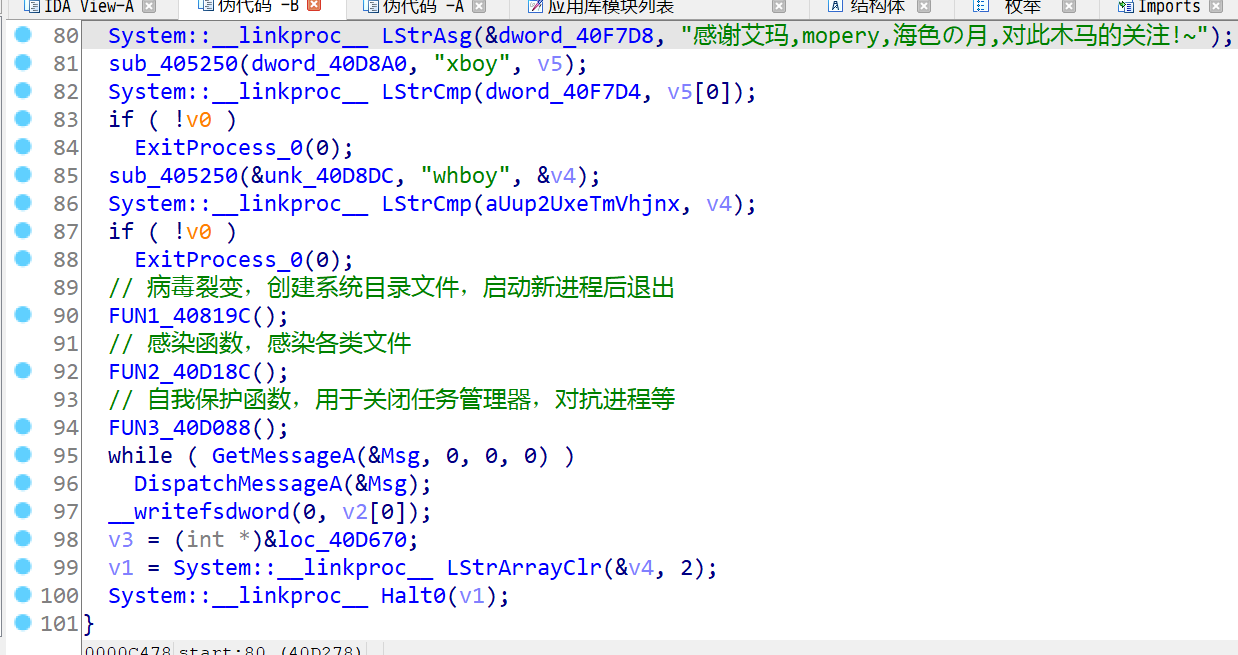 IDA View-A 伪代码 -B 伪代码 -A 应用库模块列表 结构体 枚举 Imports
80 System::__linkproc__ LStrAsg(&dword_40F7D8, "感谢艾玛,mopery,海色の月,对此木马的关注!~");
81 sub_405250(dword_40D8A0, "xboy", v5);
82 System::__linkproc__ LStrCmp(dword_40F7D4, v5[0]);
83 if ( !v0 )
84 ExitProcess_0(0);
85 sub_405250(&unk_40D8DC, "whboy", &v4);
86 System::__linkproc__ LStrCmp(aUup2UxeTmVhjnx, v4);
87 if ( !v0 )
88 ExitProcess_0(0);
89 // 病毒裂变，创建系统目录文件，启动新进程后退出
90 FUN1_40819C();
91 // 感染函数，感染各类文件
92 FUN2_40D18C();
93 // 自我保护函数，用于关闭任务管理器，对抗进程等
94 FUN3_40D088();
95 while ( GetMessageA(&Msg, 0, 0, 0) )
96 DispatchMessageA(&Msg);
97 __writefsdword(0, v2[0]);
98 v3 = (int *)&loc_40D670;
99 v1 = System::__linkproc__ LStrArrayClr(&v4, 2);
100 System::__linkproc__ Halt0(v1);
101 }
0000C478 start:80 (40D278)